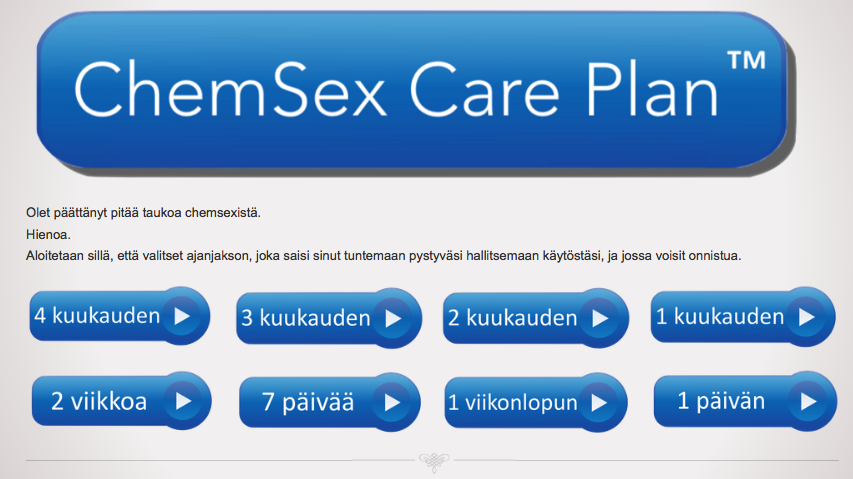 ChemSex Care Plan™
Olet päättänyt pitää taukoa chemsexistä.
Hienoa.
Aloitetaan sillä, että valitset ajanjakson, joka saisi sinut tuntemaan pystyväsi hallitsemaan käytöstäsi, ja jossa voisit onnistua.
4 kuukauden 3 kuukauden 2 kuukauden 1 kuukauden
2 viikkoa 7 päivää 1 viikonlopun 1 päivän